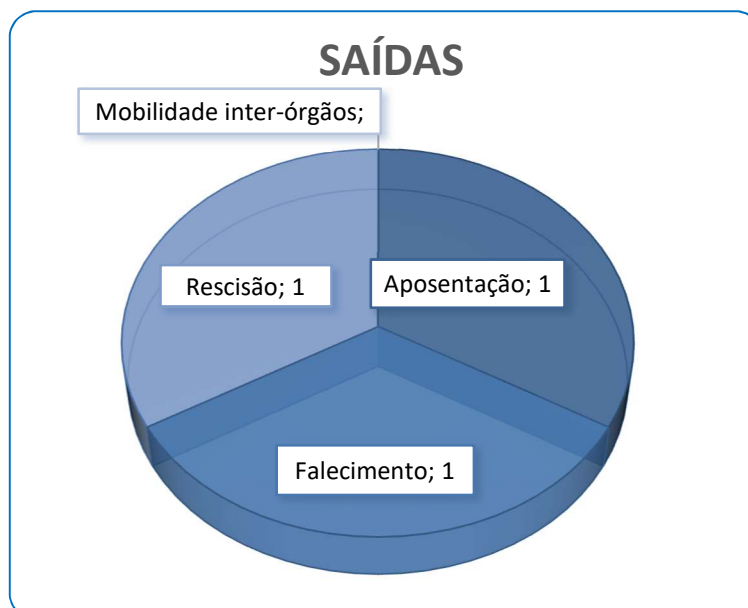 SAÍDAS
Mobilidade inter-órgãos;
Rescisão; 1
Aposentação; 1
Falecimento; 1